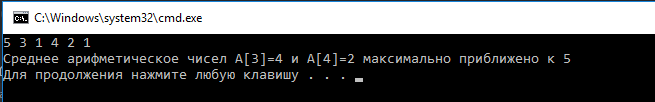 C:\Windows\system32\cmd.exe
5 3 1 4 2 1
Среднее арифметическое чисел A[3]=4 и A[4]=2 максимально приближено к 5
Для продолжения нажмите любую клавишу . . .